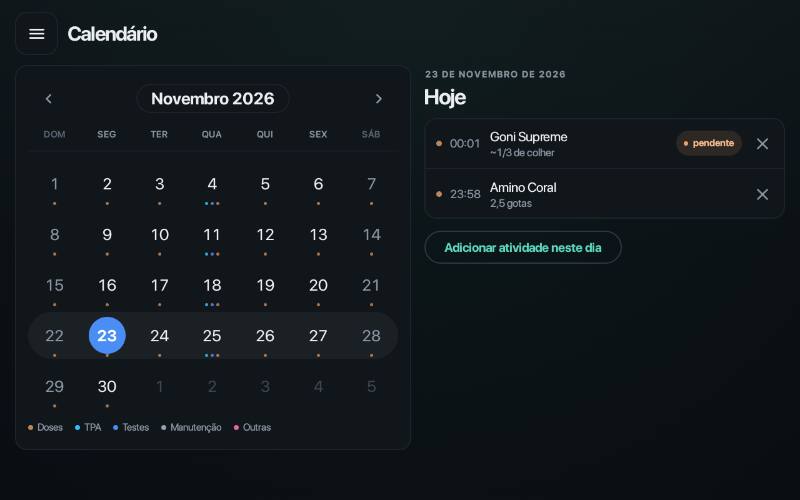 Calendário
Novembro 2026
DOM SEG TER QUA QUI SEX SÁB
1 2 3 4 5 6 7
8 9 10 11 12 13 14
15 16 17 18 19 20 21
22 23 24 25 26 27 28
29 30 1 2 3 4 5
Doses TPA Testes Manutenção Outras
23 DE NOVEMBRO DE 2026
Hoje
00:01 Goni Supreme pendente
~1/3 de colher
23:58 Amino Coral
2,5 gotas
Adicionar atividade neste dia